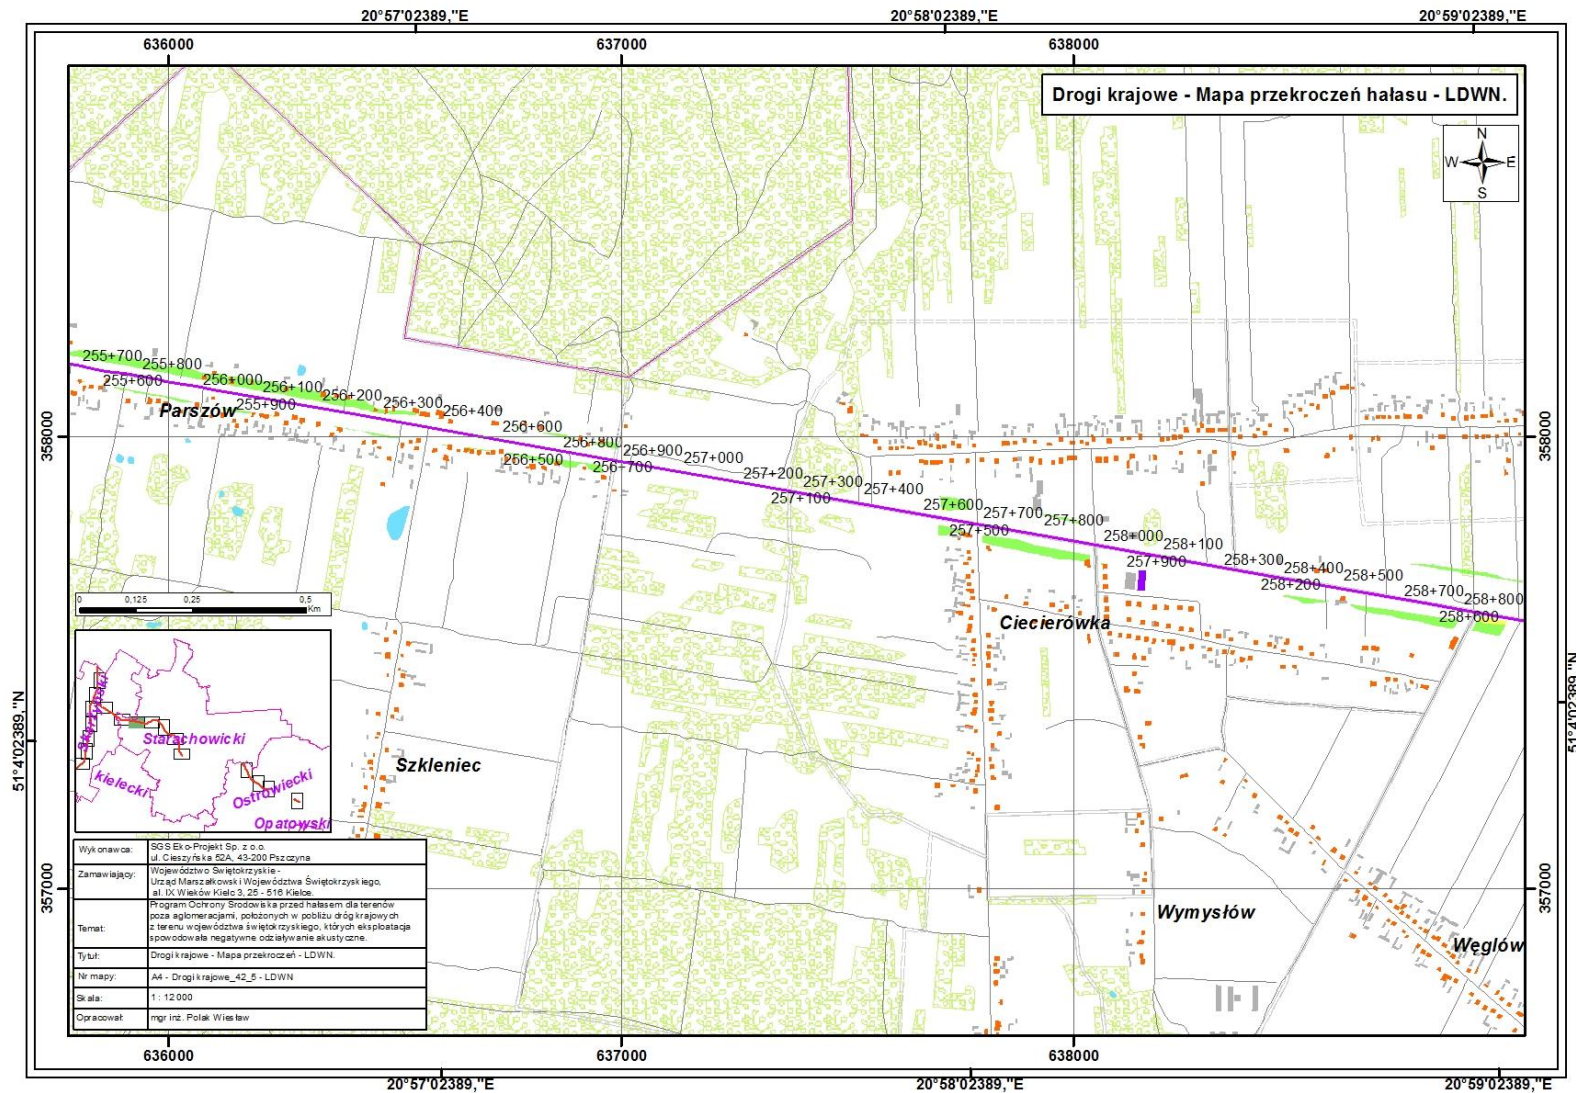 20°57'02389,"E
20°58'02389,"E
20°59'02389,"E
636000
637000
638000
Drogi krajowe - Mapa przekroczeń hałasu - LDWN.
N
W
E
S
255+700
255+800
255+600
256+000
256+100
256+200
256+300
256+400
Parszów
255+900
256+600
256+800
256+900
257+000
256+500
256+700
257+200
257+300
257+400
257+100
257+600
257+700
257+800
257+500
258+000
258+100
257+900
258+300
258+400
258+500
258+200
258+700
258+800
258+600
358000
358000
Ciecierówka
0
0,125
0,25
0,5
Km
Skarżyski
Starachowicki
kielecki
Ostrowiecki
Opatowski
Szkleniec
51°4'02389,"N
51°4'02389,"N
Wykonawca:
SGS Eko-Projekt Sp. z o.o.
ul. Cieszyńska 52A, 43-200 Pszczyna
Zamawiający:
Województwo Świętokrzyskie -
Urząd Marszałkowski Województwa Świętokrzyskiego,
al. IX Wieków Kielc 3, 25 - 516 Kielce.
Temat:
Program Ochrony Środowiska przed hałasem dla terenów
poza aglomeracjami, położonych w pobliżu dróg krajowych
z terenu województwa świętokrzyskiego, których eksploatacja
spowodowała negatywne oddziaływanie akustyczne.
Tytuł:
Drogi krajowe - Mapa przekroczeń - LDWN.
Nr mapy:
A4 - Drogi krajowe_42_5 - LDWN
Skala:
1 : 12 000
Opracował:
mgr inż. Polak Wiesław
357000
357000
Wymysłów
Węglów
636000
637000
638000
20°57'02389,"E
20°58'02389,"E
20°59'02389,"E